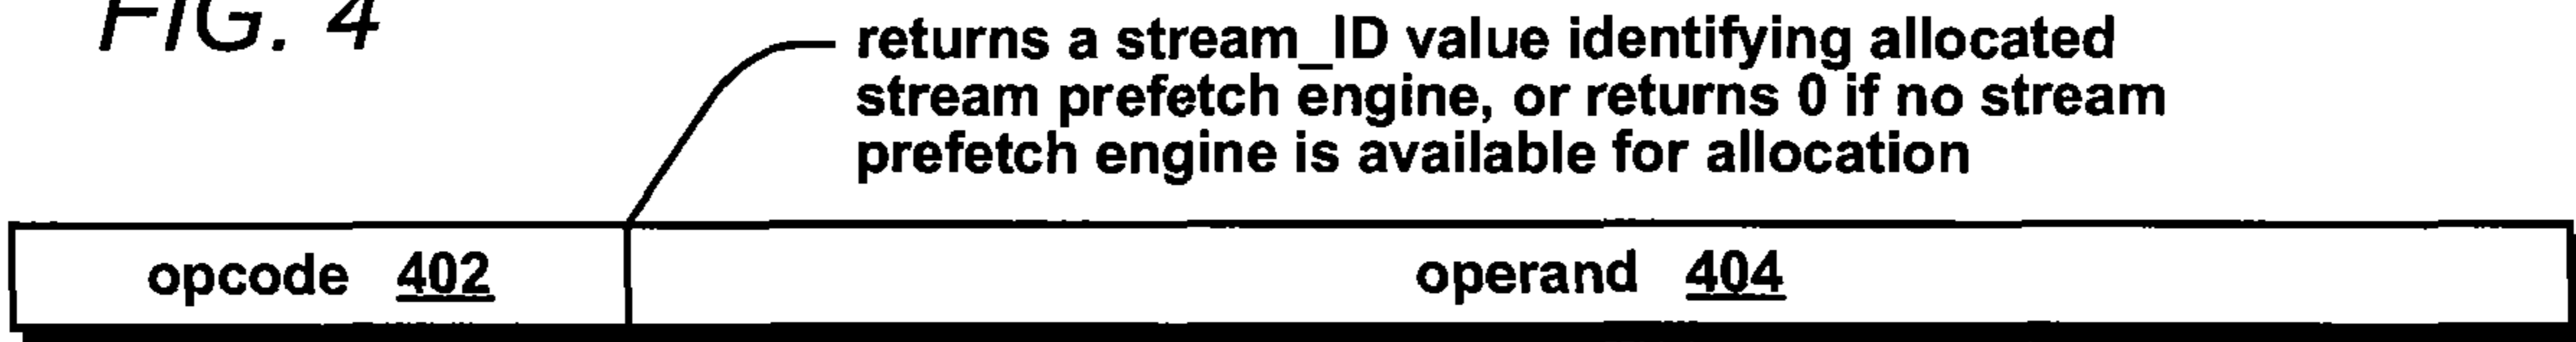 FIG. 4
returns a stream_ID value identifying allocated
stream prefetch engine, or returns 0 if no stream
prefetch engine is available for allocation
opcode 402 operand 404